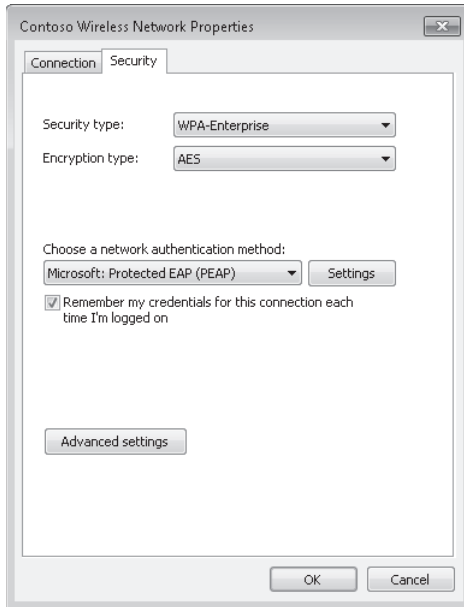 Contoso Wireless Network Properties
Connection
Security
Security type:
WPA-Enterprise
Encryption type:
AES
Choose a network authentication method:
Microsoft: Protected EAP (PEAP)
Settings
Remember my credentials for this connection each
time I'm logged on
Advanced settings
OK
Cancel